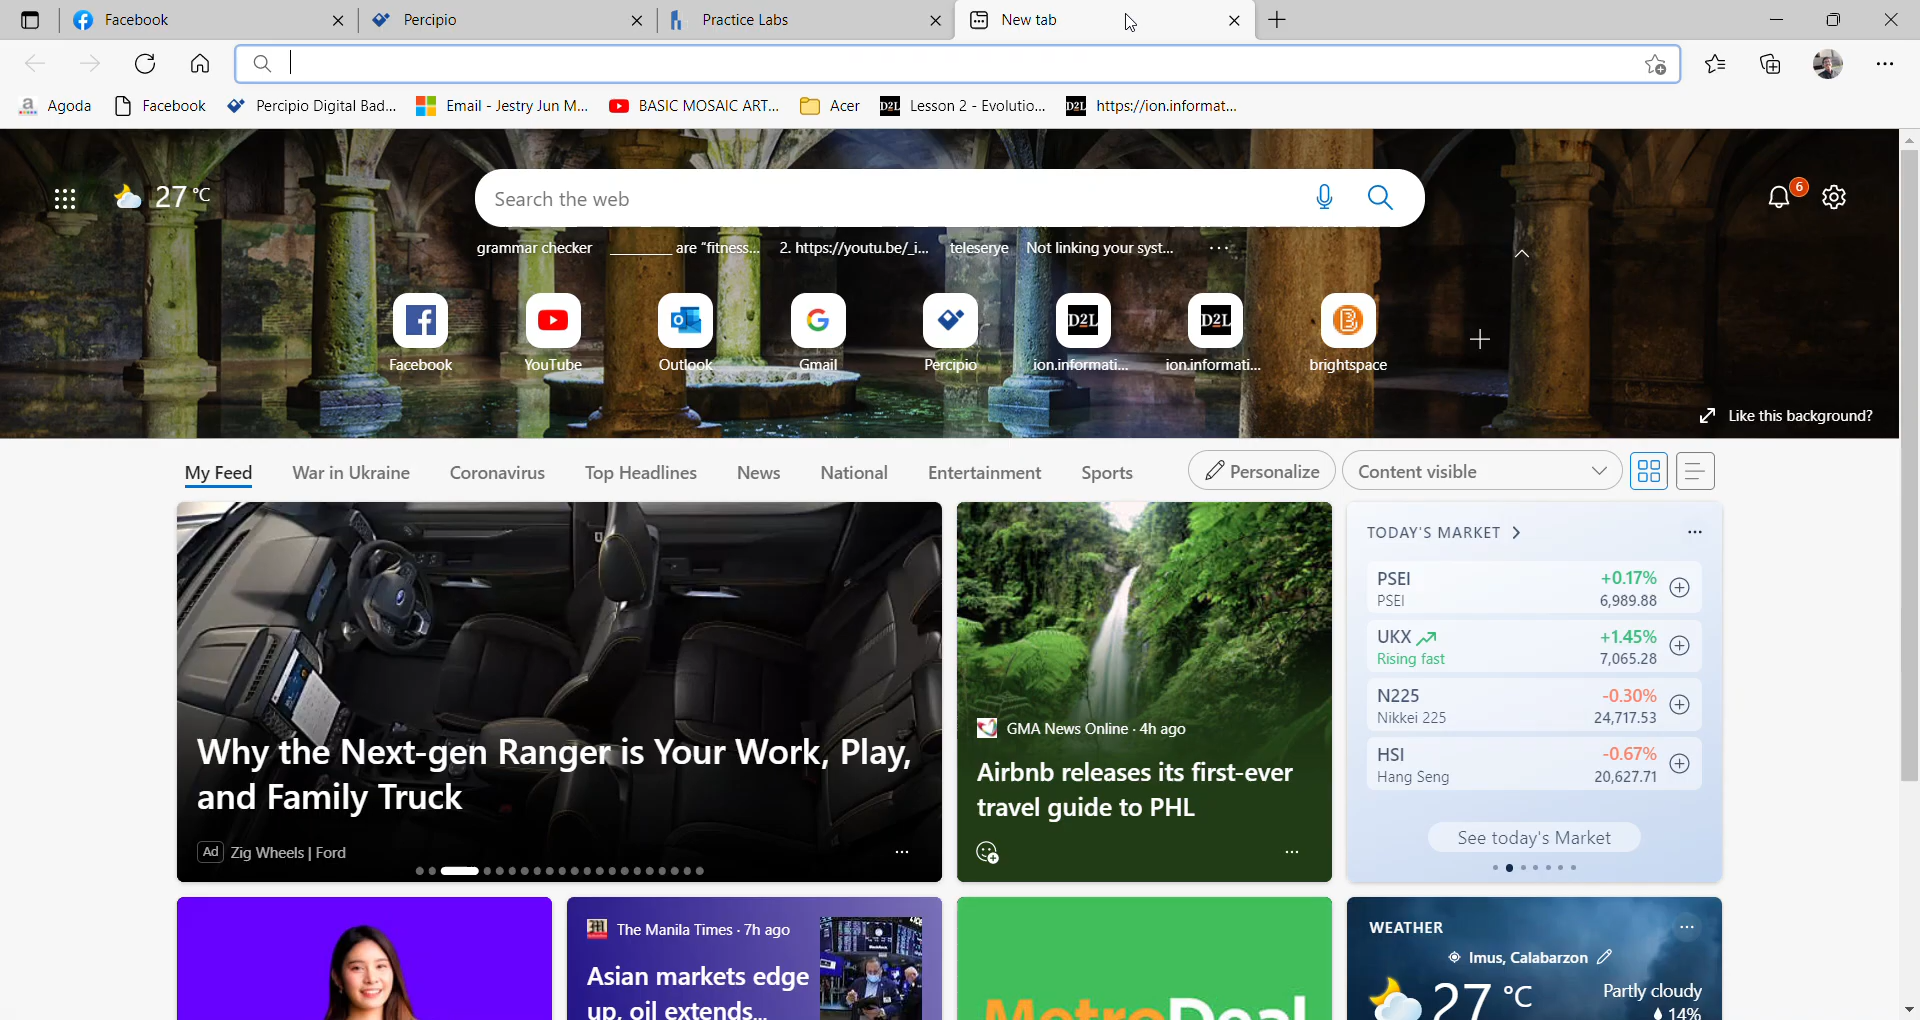 Facebook
Percipio
Practice Labs
New tab
Agoda
Facebook
Percipio Digital Bad...
Email - Jestry Jun M...
BASIC MOSAIC ART...
Acer
D2L Lesson 2 - Evolutio...
D2L https://ion.informat...
27 °C
Search the web
6
grammar checker
________ are "fitness...
2. https://youtu.be/_i...
teleserye
Not linking your syst...
...
D2L
D2L
Facebook
YouTube
Outlook
Gmail
Percipio
ion.informati...
ion.informati...
brightspace
Like this background?
My Feed
War in Ukraine
Coronavirus
Top Headlines
News
National
Entertainment
Sports
Personalize
Content visible
Why the Next-gen Ranger is Your Work, Play,
and Family Truck
Ad Zig Wheels | Ford
GMA News Online · 4h ago
Airbnb releases its first-ever
travel guide to PHL
TODAY'S MARKET
PSEI +0.17%
PSEI 6,989.88
UKX +1.45%
Rising fast 7,065.28
N225 -0.30%
Nikkei 225 24,717.53
HSI -0.67%
Hang Seng 20,627.71
See today's Market
The Manila Times · 7h ago
Asian markets edge
up, oil extends...
MetroDeal
WEATHER
Imus, Calabarzon
27 °C
Partly cloudy
14%